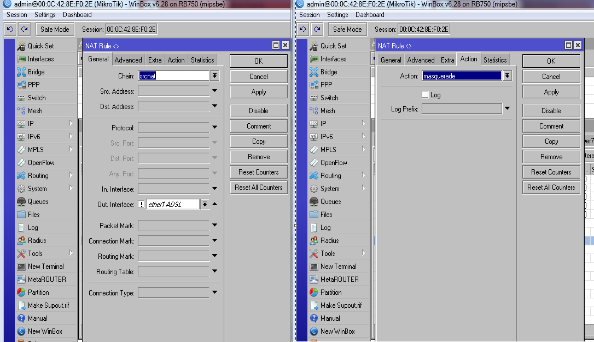 admin@00:0C:42:8E:F0:2E (MikroTik) - WinBox v6.28 on RB750 (mipsbe)
Session Settings Dashboard
Safe Mode Session: 00:0C:42:8E:F0:2E
Quick Set
Interfaces
Bridge
PPP
Switch
Mesh
IP
IPv6
MPLS
OpenFlow
Routing
System
Queues
Files
Log
Radius
Tools
New Terminal
MetaROUTER
Partition
Make Supout.rif
Manual
New WinBox
NAT Rule <>
General Advanced Extra Action Statistics
Chain: srcnat
Src. Address:
Dst. Address:
Protocol:
Src. Port:
Dst. Port:
Any. Port:
In. Interface:
Out. Interface: ! ether1-ADSL
Packet Mark:
Connection Mark:
Routing Mark:
Routing Table:
Connection Type:
OK
Cancel
Apply
Disable
Comment
Copy
Remove
Reset Counters
Reset All Counters
admin@00:0C:42:8E:F0:2E (MikroTik) - WinBox v6.28 on RB750 (mipsbe)
Session Settings Dashboard
Safe Mode Session: 00:0C:42:8E:F0:2E
Quick Set
Interfaces
Bridge
PPP
Switch
Mesh
IP
IPv6
MPLS
OpenFlow
Routing
System
Queues
Files
Log
Radius
Tools
New Terminal
MetaROUTER
Partition
Make Supout.rif
Manual
New WinBox
NAT Rule <>
General Advanced Extra Action Statistics
Action: masquerade
Log
Log Prefix:
OK
Cancel
Apply
Disable
Comment
Copy
Remove
Reset Counters
Reset All Counters